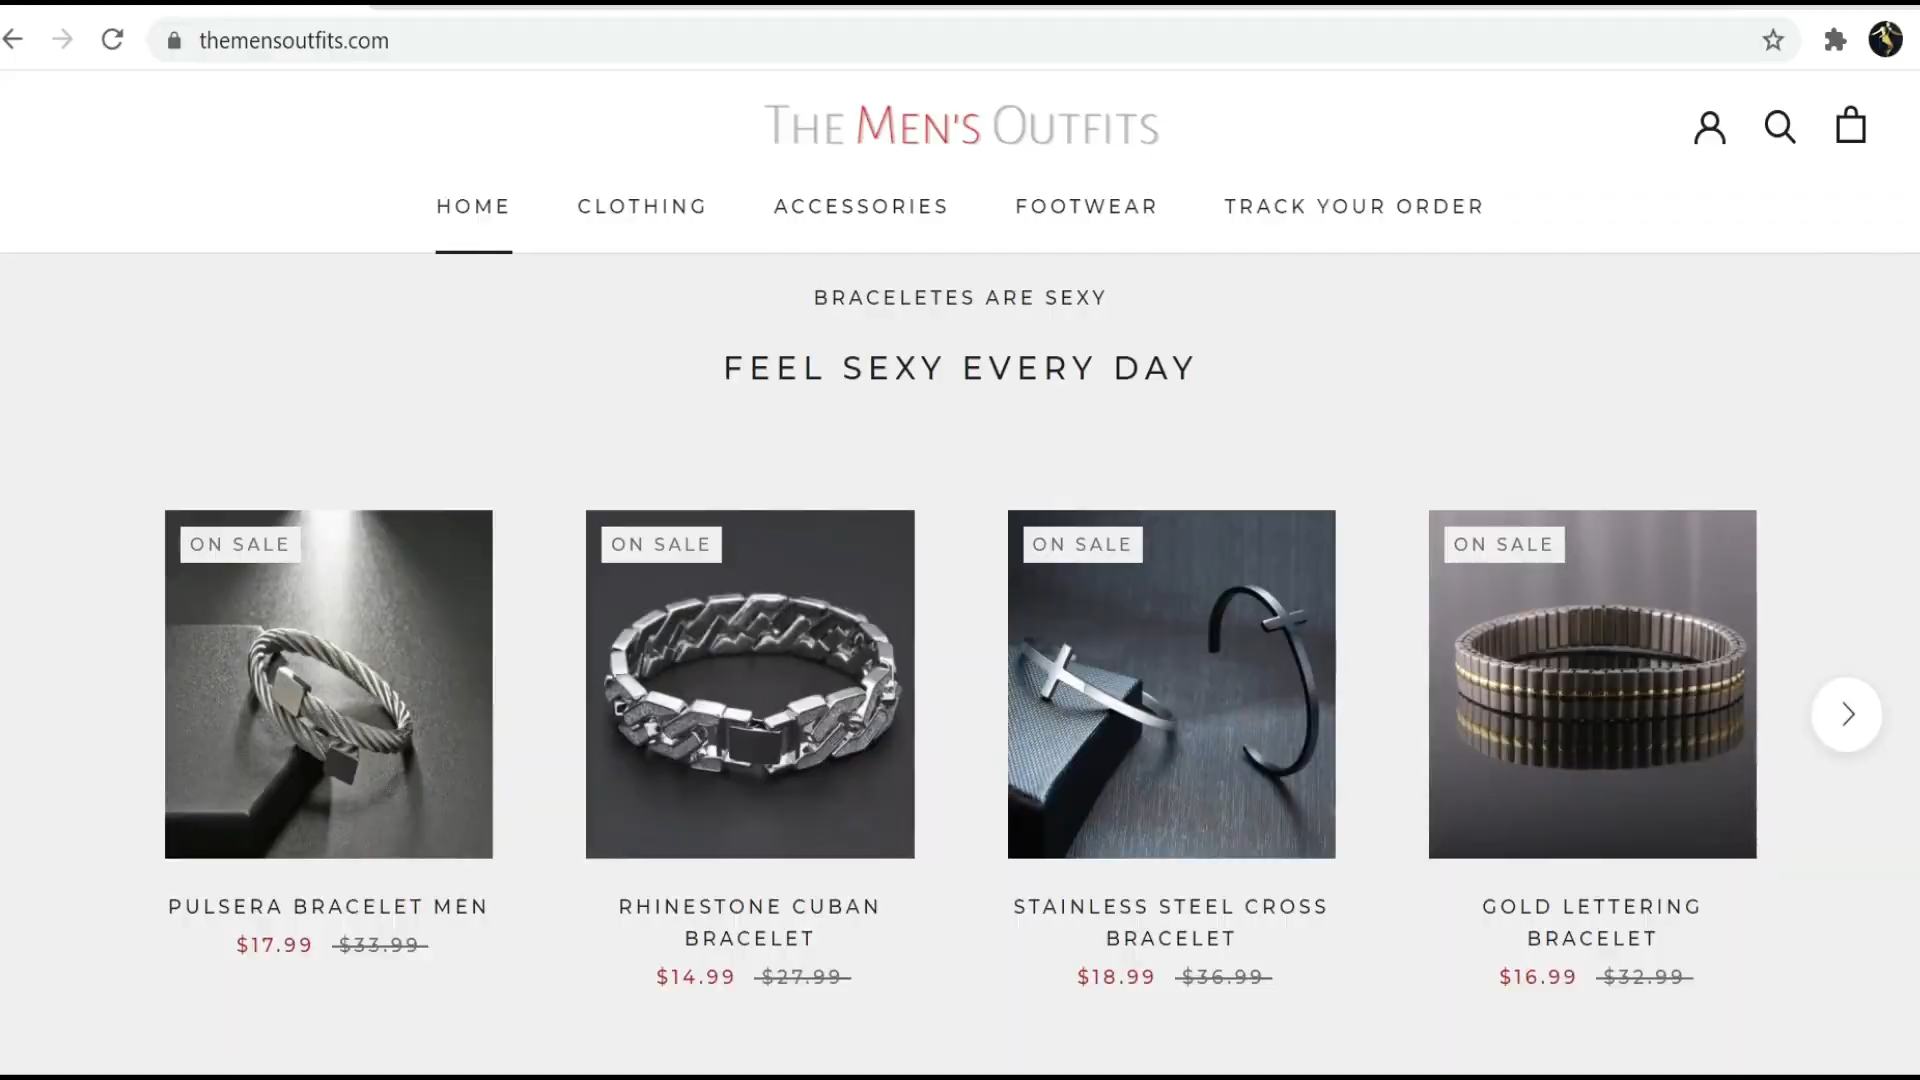 themensoutfits.com
THE MEN'S OUTFITS
HOME CLOTHING ACCESSORIES FOOTWEAR TRACK YOUR ORDER
BRACELETES ARE SEXY
FEEL SEXY EVERY DAY
ON SALE
ON SALE
ON SALE
ON SALE
PULSERA BRACELET MEN
$17.99 $33.99
RHINESTONE CUBAN
BRACELET
$14.99 $27.99
STAINLESS STEEL CROSS
BRACELET
$18.99 $36.99
GOLD LETTERING
BRACELET
$16.99 $32.99